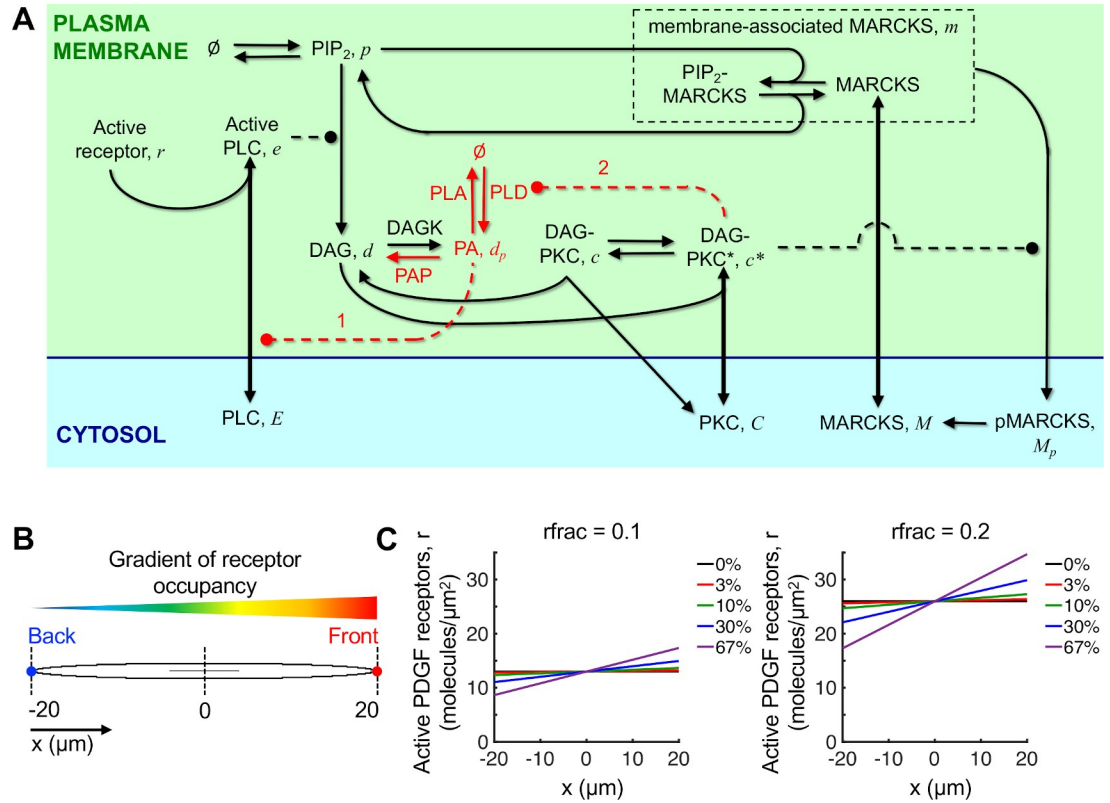 A
PLASMA
MEMBRANE
∅
PIP2, p
membrane-associated MARCKS, m
PIP2-
MARCKS
MARCKS
Active
receptor, r
Active
PLC, e
∅
PLA
PLD
2
DAG, d
DAGK
PAP
PA, dp
DAG-
PKC, c
DAG-
PKC*, c*
1
CYTOSOL
PLC, E
PKC, C
MARCKS, M
pMARCKS,
Mp
B
Gradient of receptor
occupancy
Back
Front
-20
0
20
x (μm)
C
rfrac = 0.1
Active PDGF receptors, r
(molecules/μm2)
30
20
10
0
-20
-10
0
10
20
x (μm)
0%
3%
10%
30%
67%
rfrac = 0.2
Active PDGF receptors, r
(molecules/μm2)
30
20
10
0
-20
-10
0
10
20
x (μm)
0%
3%
10%
30%
67%